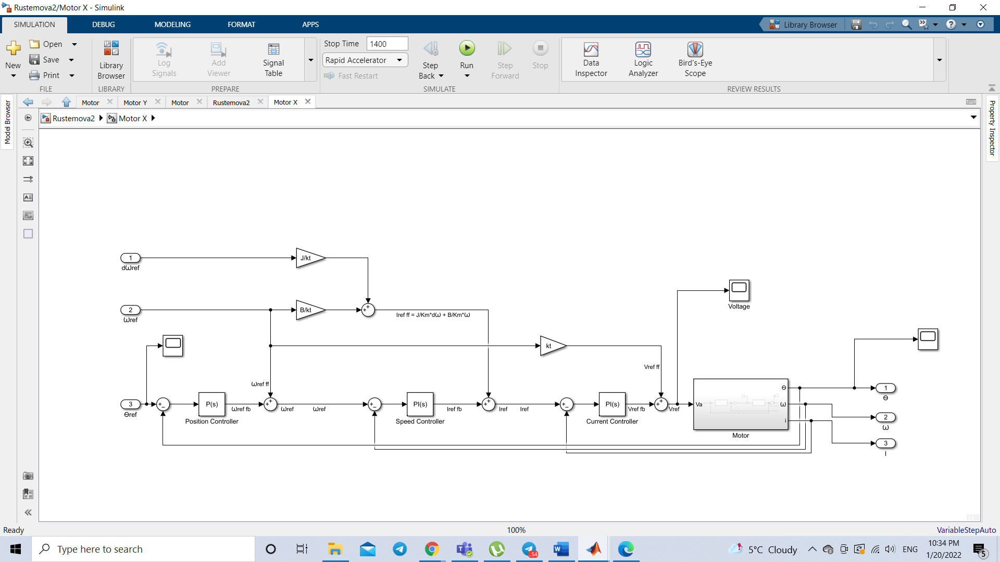 Rustemova2/Motor X - Simulink
SIMULATION DEBUG MODELING FORMAT APPS
Library Browser
New
Open
Save
Print
FILE
Library
Browser
LIBRARY
Log
Signals
Add
Viewer
Signal
Table
PREPARE
Stop Time 1400
Rapid Accelerator
Fast Restart
Step
Back
Run
Step
Forward
Stop
SIMULATE
Data
Inspector
Logic
Analyzer
Bird's-Eye
Scope
REVIEW RESULTS
Model Browser
Property Inspector
Motor Motor Y Motor Rustemova2 Motor X
Rustemova2 Motor X
1
dωref
J/kt
2
ωref
B/kt
+ +
Iref ff = J/Km*dω + B/Km*ω
Voltage
kt
Vref ff
ωref ff
3
Θref
+ -
P(s)
Position Controller
ωref fb
+ +
ωref
ωref
+ -
PI(s)
Speed Controller
Iref fb
+ +
Iref
Iref
+ -
PI(s)
Current Controller
Vref fb
+ +
Vref
Va
Θ
ω
i
Motor
1
Θ
2
ω
3
I
Ready 100% VariableStepAuto
Type here to search
.54
5°C Cloudy
ENG
10:34 PM
1/20/2022
5